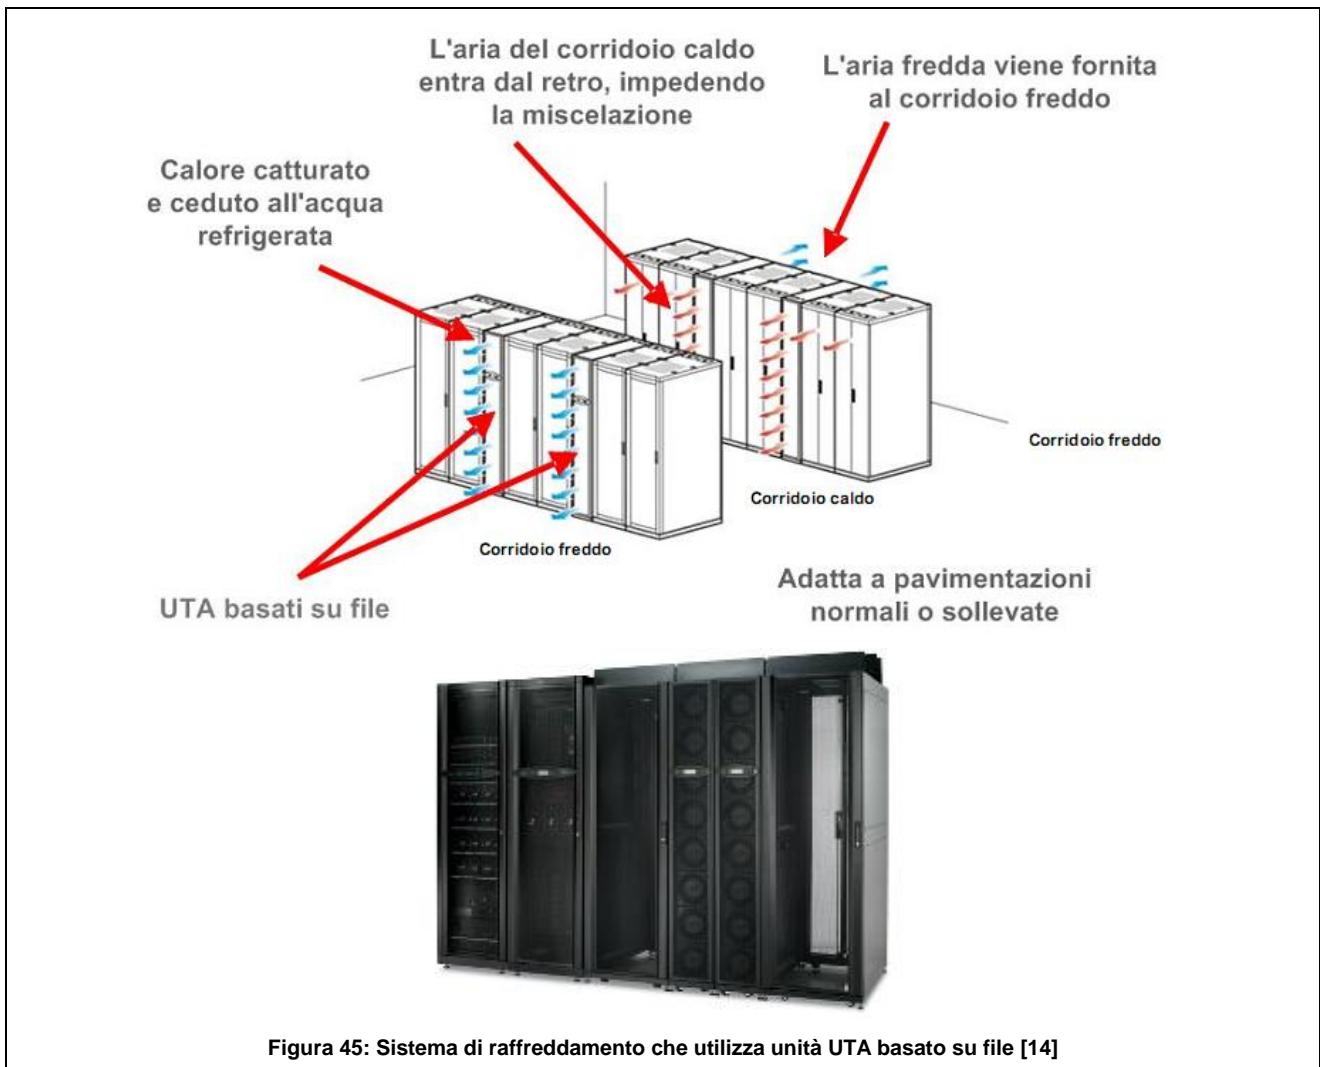 L'aria del corridoio caldo
entra dal retro, impedendo
la miscelazione
L'aria fredda viene fornita
al corridoio freddo
Calore catturato
e ceduto all'acqua
refrigerata
Corridoio freddo
Corridoio caldo
Corridoio freddo
UTA basati su file
Adatta a pavimentazioni
normali o sollevate
Figura 45: Sistema di raffreddamento che utilizza unità UTA basato su file [14]